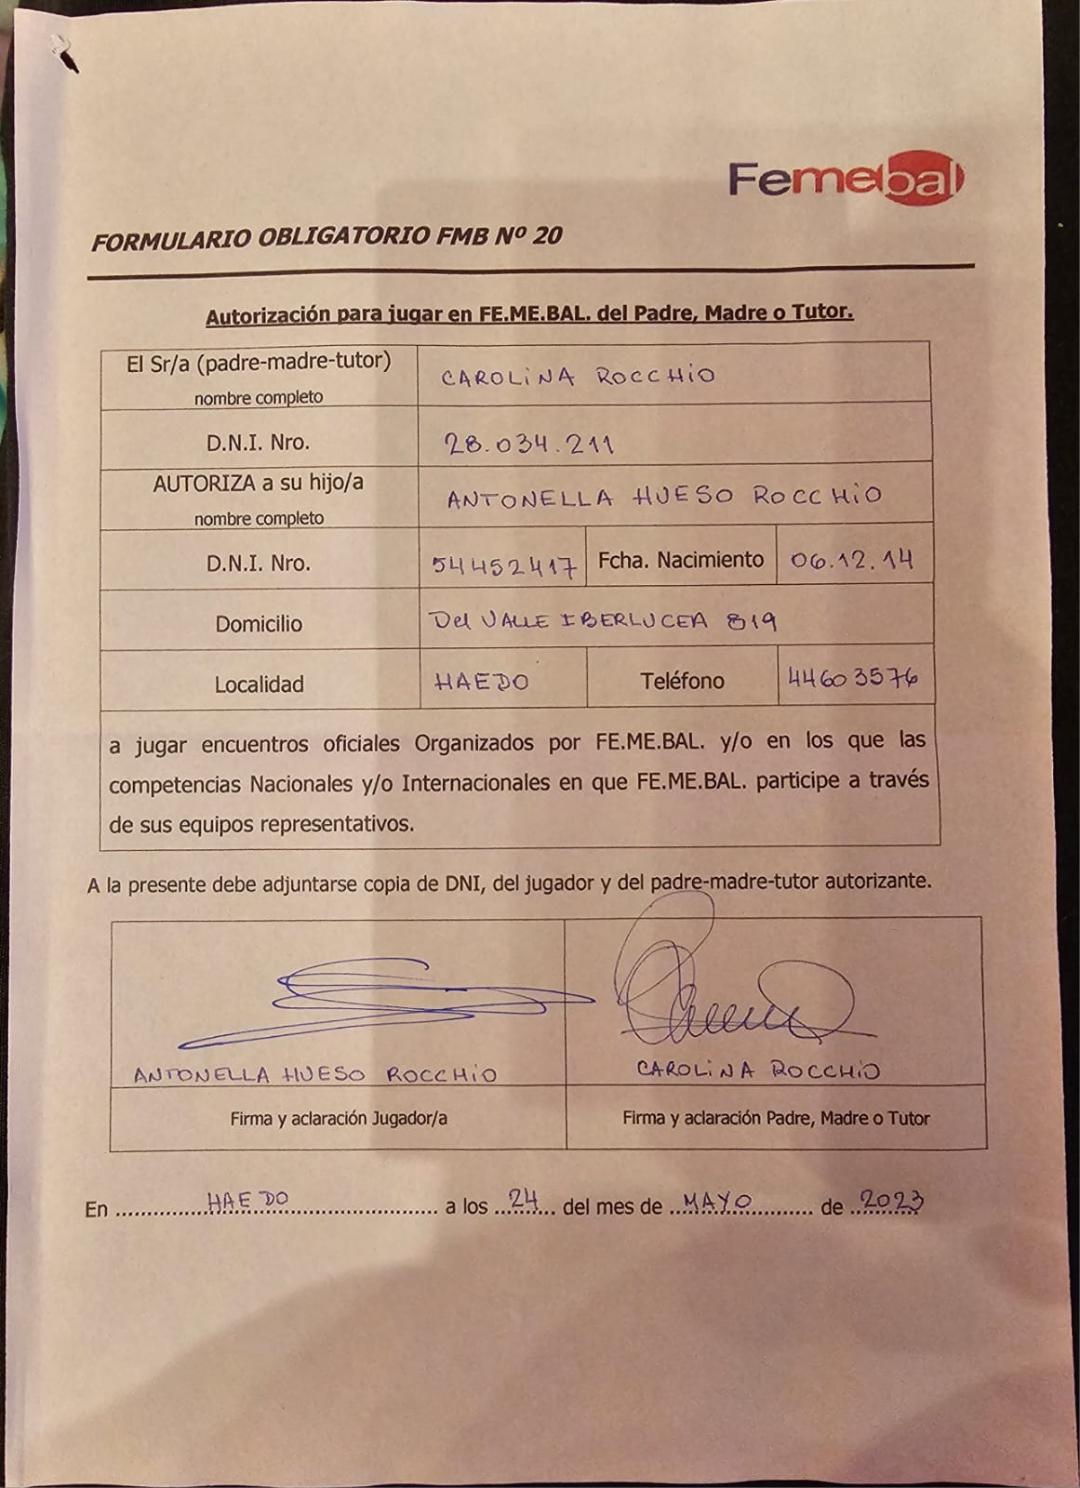 Femebal
FORMULARIO OBLIGATORIO FMB Nº 20
Autorización para jugar en FE.ME.BAL. del Padre, Madre o Tutor.
El Sr/a (padre-madre-tutor)
nombre completo
CAROLINA ROCCHIO
D.N.I. Nro.
28.034.211
AUTORIZA a su hijo/a
nombre completo
ANTONELLA HUESO ROCCHIO
D.N.I. Nro.
54452417
Fcha. Nacimiento
06.12.14
Domicilio
Del VALLE IBERLUCEA 819
Localidad
HAEDO
Teléfono
44603576
a jugar encuentros oficiales Organizados por FE.ME.BAL. y/o en los que las
competencias Nacionales y/o Internacionales en que FE.ME.BAL. participe a través
de sus equipos representativos.
A la presente debe adjuntarse copia de DNI, del jugador y del padre-madre-tutor autorizante.
ANTONELLA HUESO ROCCHIO
CAROLINA ROCCHIO
Firma y aclaración Jugador/a
Firma y aclaración Padre, Madre o Tutor
En ...............HAEDO.......................... a los ..24... del mes de ..MAYO........... de ..2023